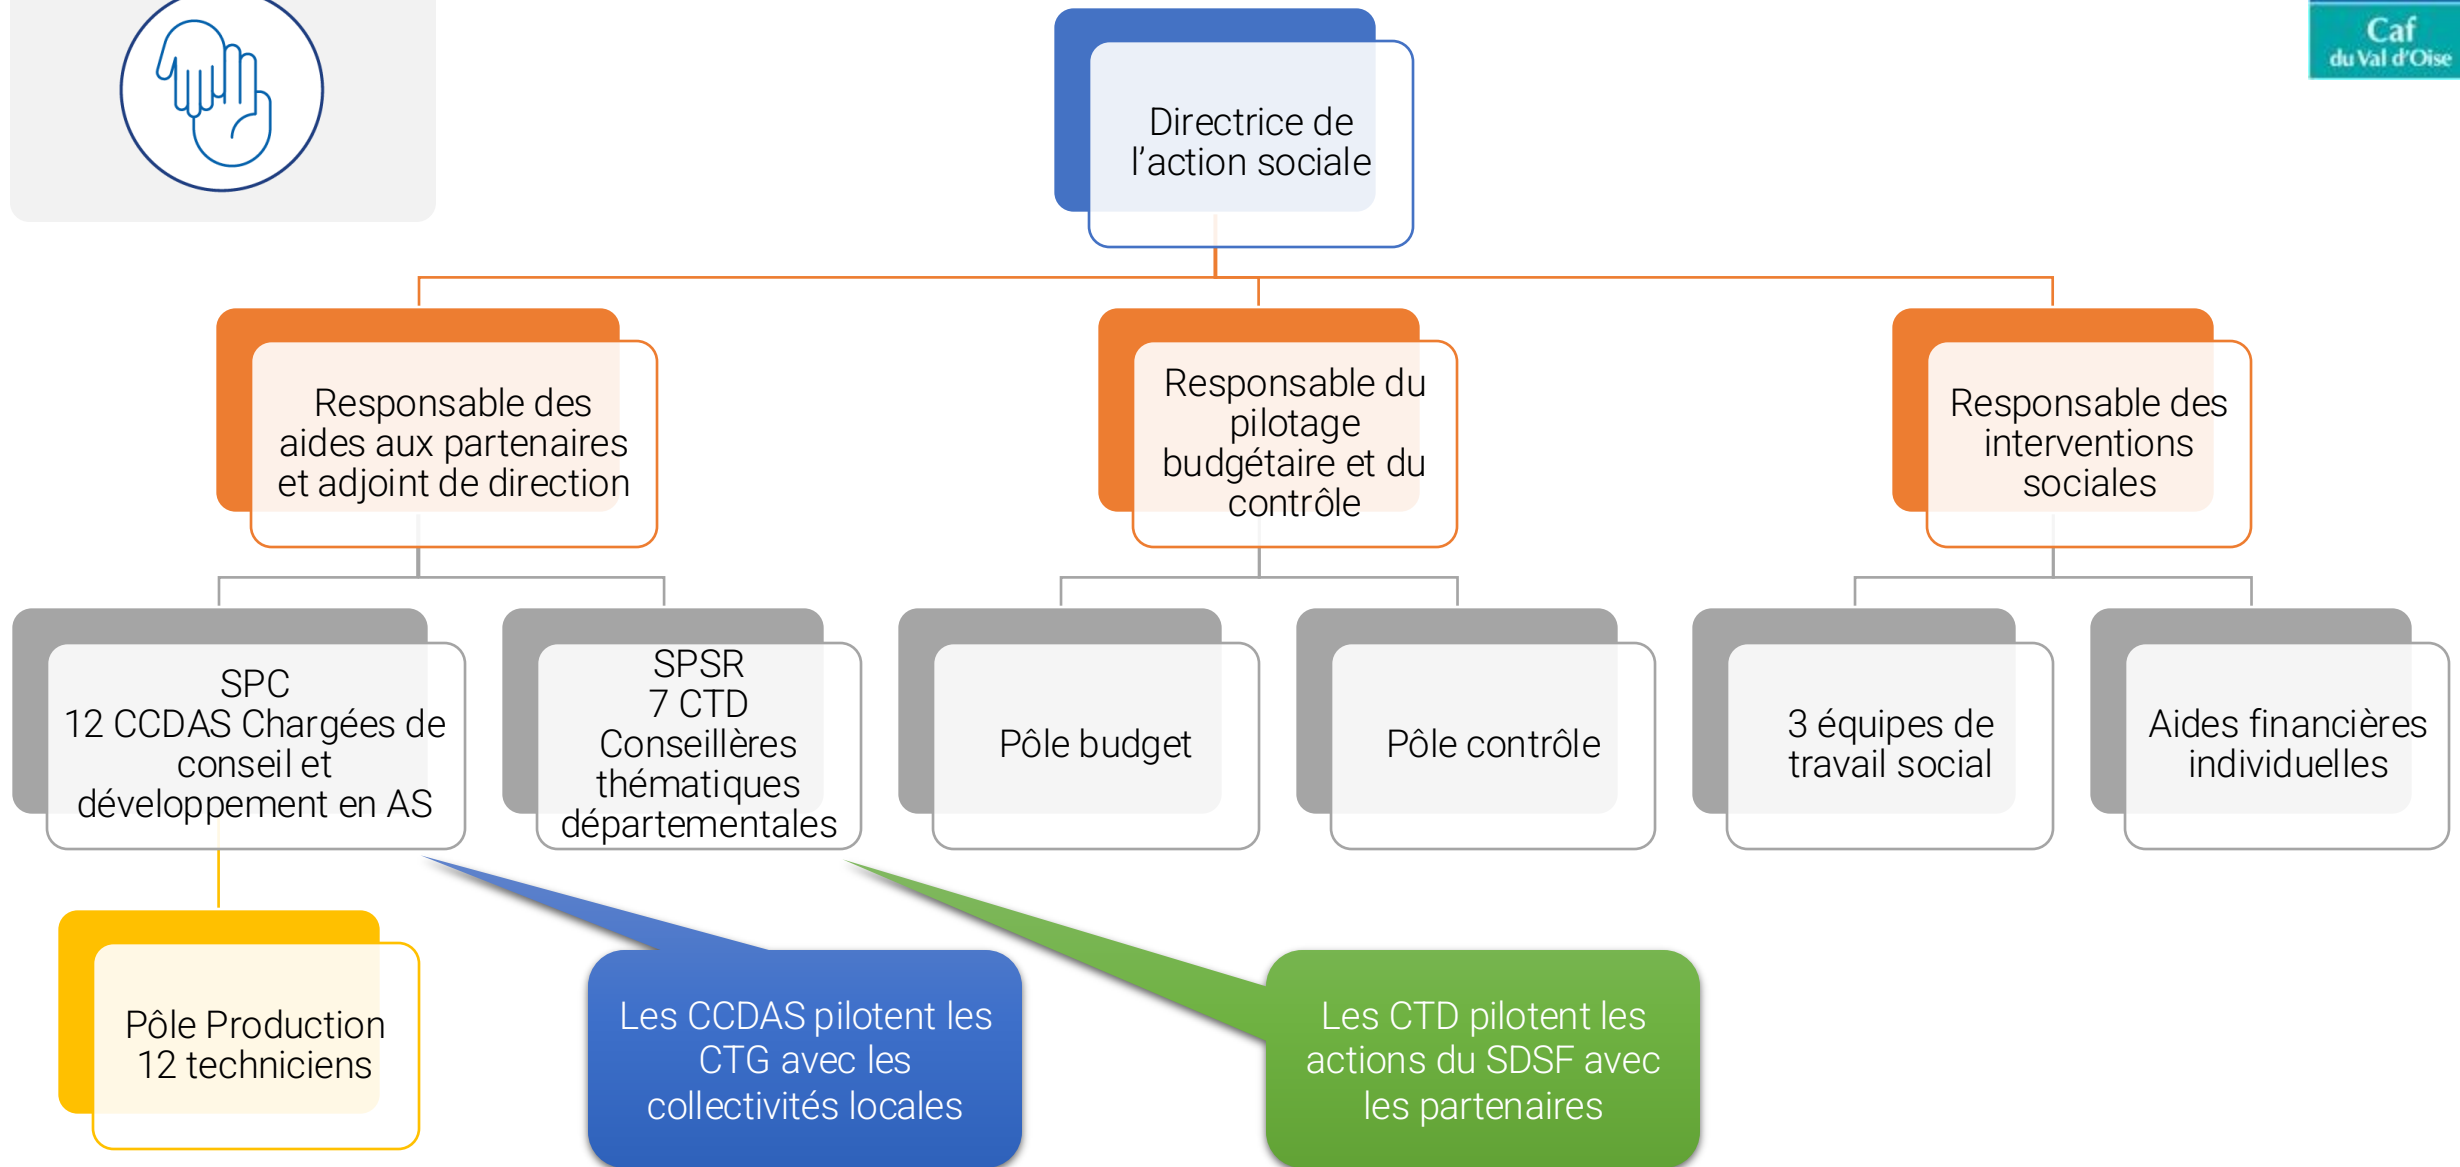 Caf
du Val d'Oise
Directrice de
l'action sociale
Responsable des
aides aux partenaires
et adjoint de direction
Responsable du
pilotage
budgétaire et du
contrôle
Responsable des
interventions
sociales
SPC
12 CCDAS Chargées de
conseil et
développement en AS
SPSR
7 CTD
Conseillères
thématiques
départementales
Pôle budget
Pôle contrôle
3 équipes de
travail social
Aides financières
individuelles
Pôle Production
12 techniciens
Les CCDAS pilotent les
CTG avec les
collectivités locales
Les CTD pilotent les
actions du SDSF avec
les partenaires